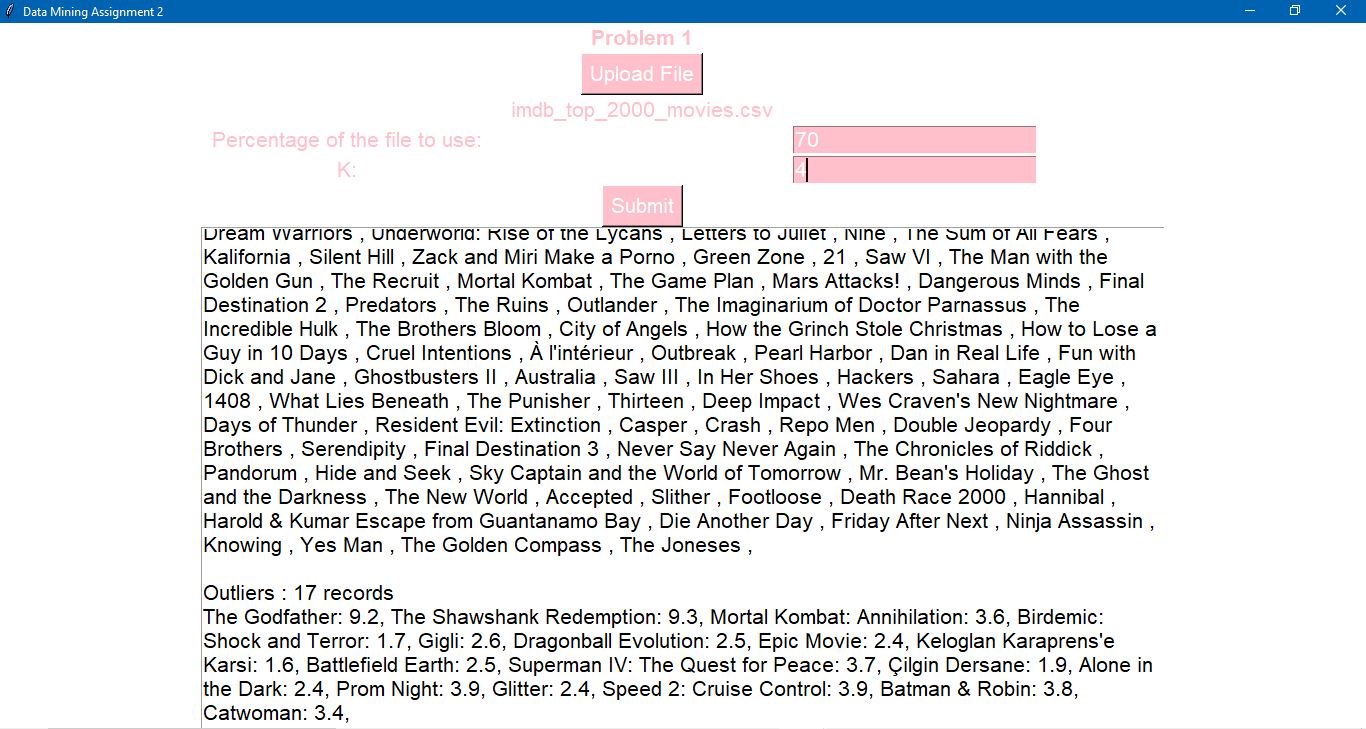 Data Mining Assignment 2
Problem 1
Upload File
imdb_top_2000_movies.csv
Percentage of the file to use:
70
K:
4
Submit
Dream Warriors , Underworld: Rise of the Lycans , Letters to Juliet , Nine , The Sum of All Fears ,
Kalifornia , Silent Hill , Zack and Miri Make a Porno , Green Zone , 21 , Saw VI , The Man with the
Golden Gun , The Recruit , Mortal Kombat , The Game Plan , Mars Attacks! , Dangerous Minds , Final
Destination 2 , Predators , The Ruins , Outlander , The Imaginarium of Doctor Parnassus , The
Incredible Hulk , The Brothers Bloom , City of Angels , How the Grinch Stole Christmas , How to Lose a
Guy in 10 Days , Cruel Intentions , À l'intérieur , Outbreak , Pearl Harbor , Dan in Real Life , Fun with
Dick and Jane , Ghostbusters II , Australia , Saw III , In Her Shoes , Hackers , Sahara , Eagle Eye ,
1408 , What Lies Beneath , The Punisher , Thirteen , Deep Impact , Wes Craven's New Nightmare ,
Days of Thunder , Resident Evil: Extinction , Casper , Crash , Repo Men , Double Jeopardy , Four
Brothers , Serendipity , Final Destination 3 , Never Say Never Again , The Chronicles of Riddick ,
Pandorum , Hide and Seek , Sky Captain and the World of Tomorrow , Mr. Bean's Holiday , The Ghost
and the Darkness , The New World , Accepted , Slither , Footloose , Death Race 2000 , Hannibal ,
Harold & Kumar Escape from Guantanamo Bay , Die Another Day , Friday After Next , Ninja Assassin ,
Knowing , Yes Man , The Golden Compass , The Joneses ,
Outliers : 17 records
The Godfather: 9.2, The Shawshank Redemption: 9.3, Mortal Kombat: Annihilation: 3.6, Birdemic:
Shock and Terror: 1.7, Gigli: 2.6, Dragonball Evolution: 2.5, Epic Movie: 2.4, Keloglan Karaprens'e
Karsi: 1.6, Battlefield Earth: 2.5, Superman IV: The Quest for Peace: 3.7, Çilgin Dersane: 1.9, Alone in
the Dark: 2.4, Prom Night: 3.9, Glitter: 2.4, Speed 2: Cruise Control: 3.9, Batman & Robin: 3.8,
Catwoman: 3.4,